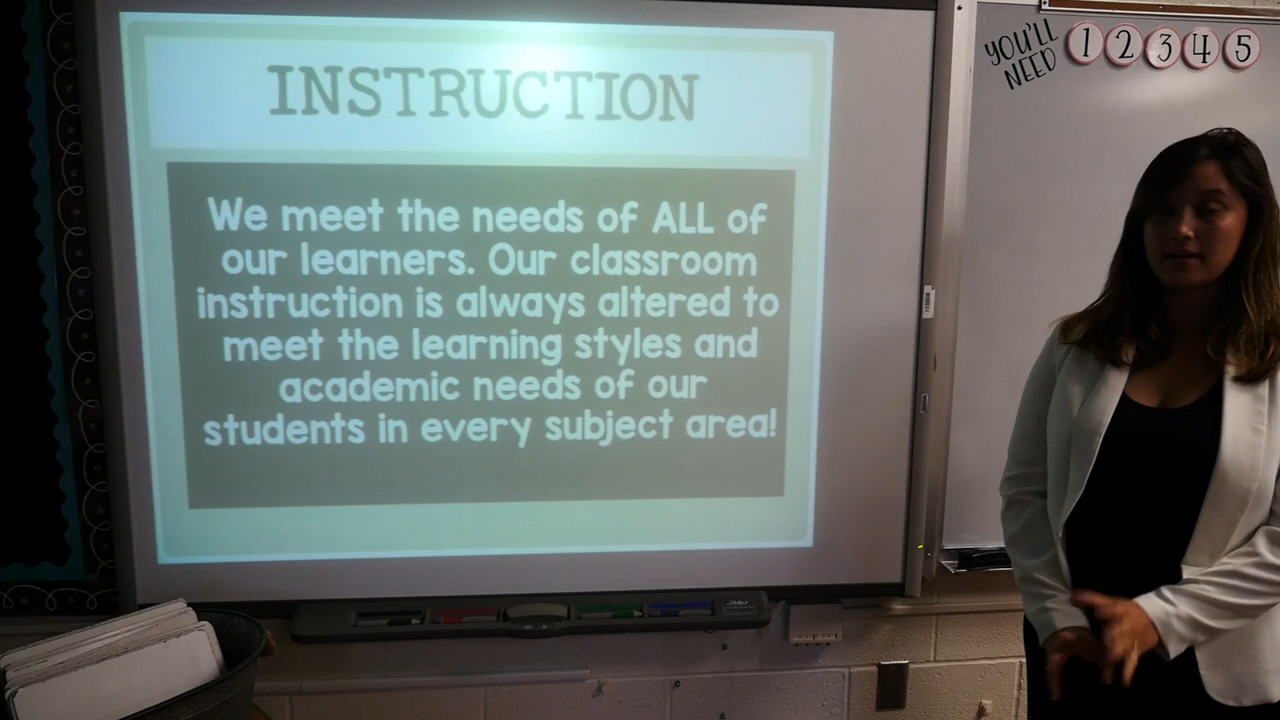 INSTRUCTION
We meet the needs of ALL of
our learners. Our classroom
instruction is always altered to
meet the learning styles and
academic needs of our
students in every subject area!
YOU'LL
NEED
1 2 3 4 5